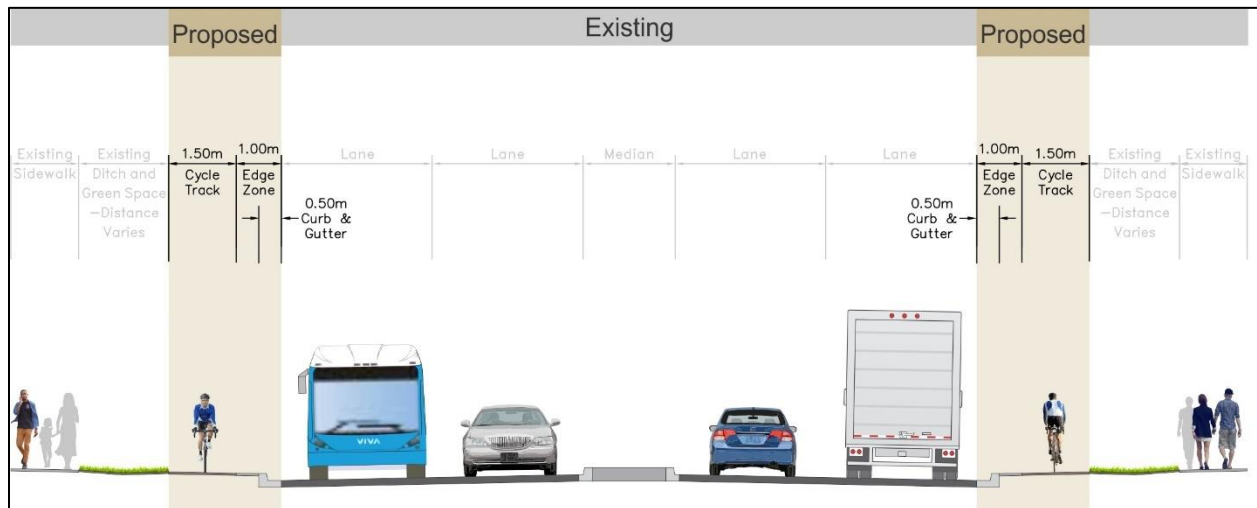 Proposed
Existing
Proposed
Existing
Sidewalk
Existing
Ditch and
Green Space
—Distance
Varies
1.50m
Cycle
Track
1.00m
Edge
Zone
0.50m
Curb &
Gutter
Lane
Lane
Median
Lane
Lane
1.00m
Edge
Zone
0.50m
Curb &
Gutter
1.50m
Cycle
Track
Existing
Ditch and
Green Space
—Distance
Varies
Existing
Sidewalk
VIVA